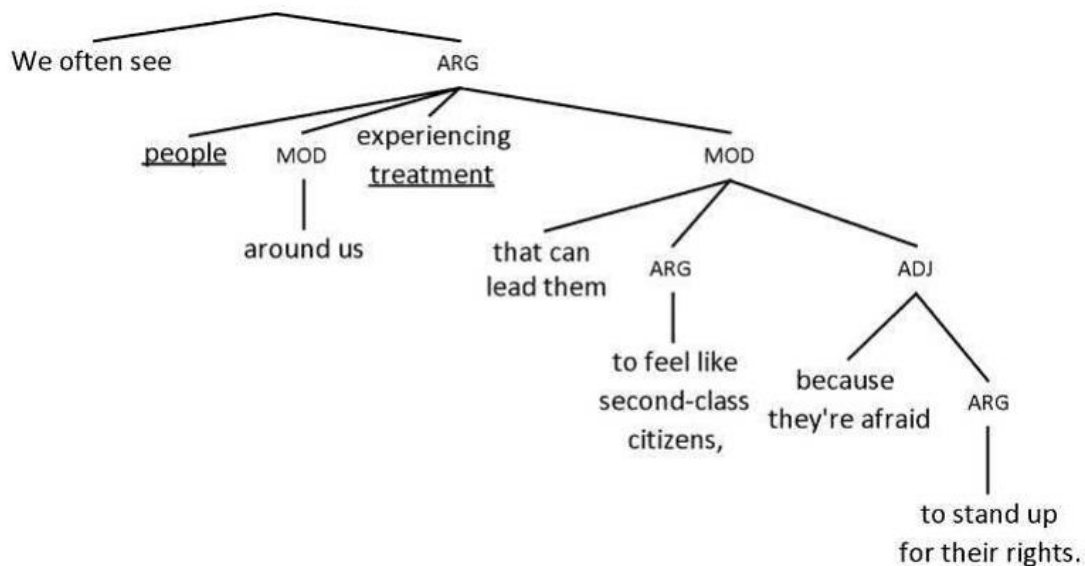 We often see
ARG
people
MOD
experiencing
treatment
MOD
around us
that can
lead them
ARG
ADJ
to feel like
second-class
citizens,
because
they're afraid
ARG
to stand up
for their rights.